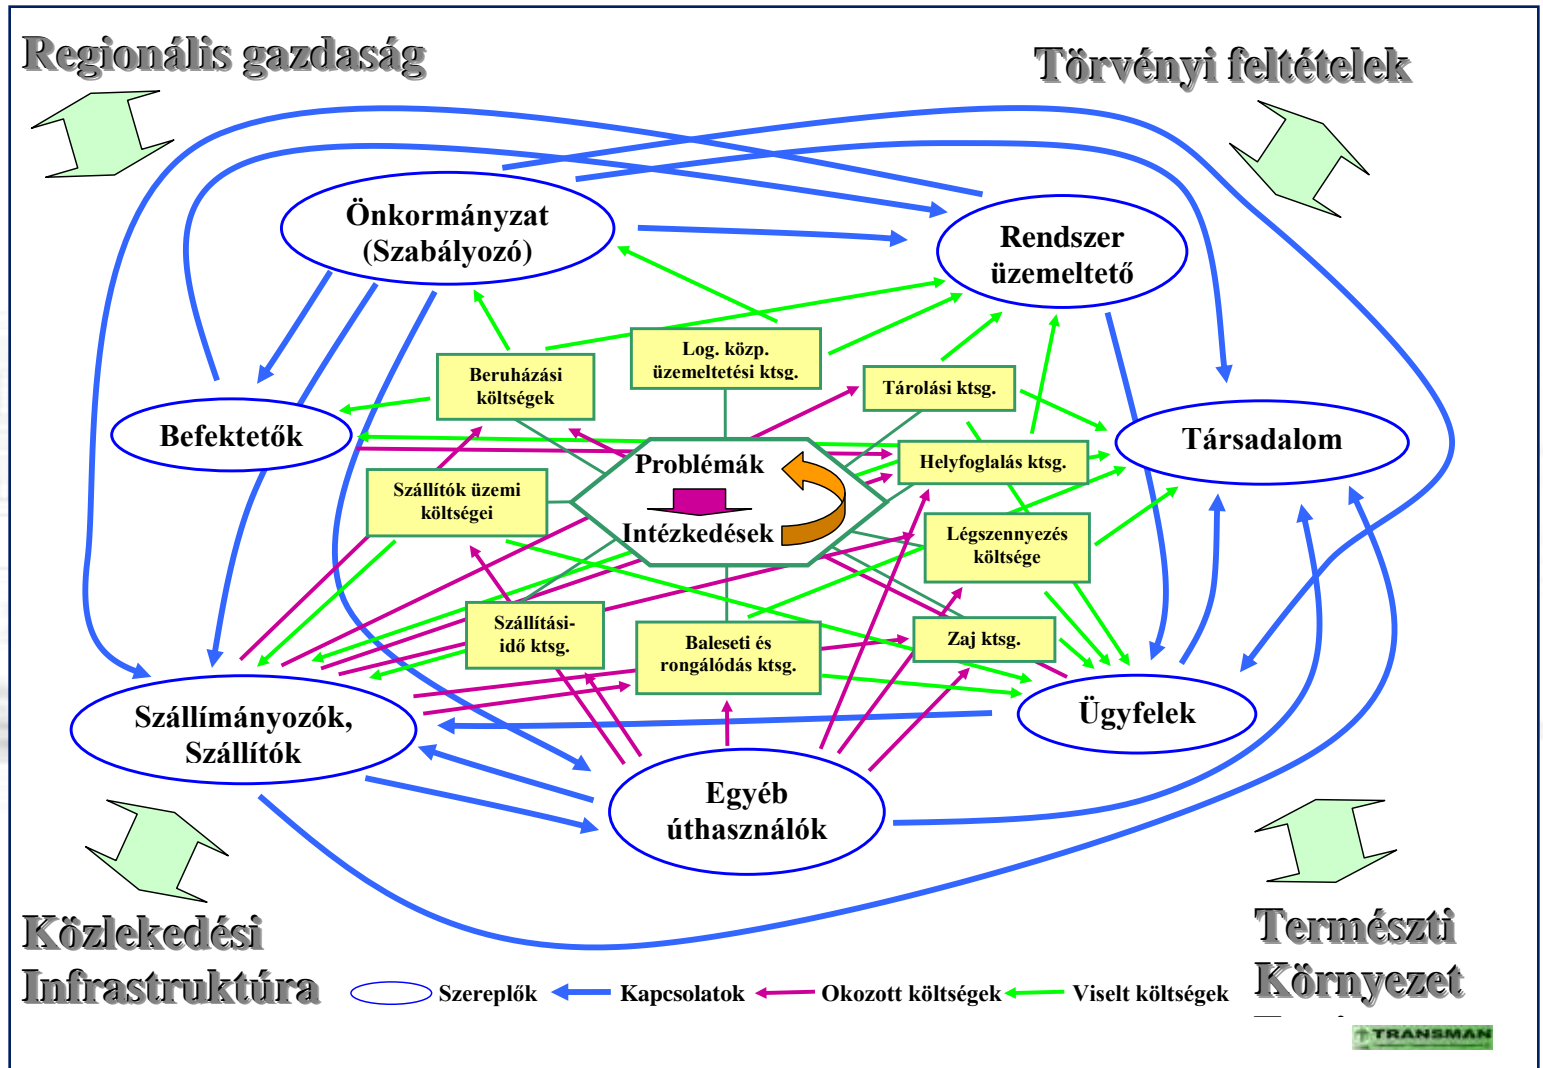 Regionális gazdaság
Törvényi feltételek
Önkormányzat
(Szabályozó)
Rendszer
üzemeltető
Log. közp.
üzemeltetési ktsg.
Beruházási
költségek
Tárolási ktsg.
Befektetők
Társadalom
Problémák
Helyfoglalás ktsg.
Szállítók üzemi
költségei
Intézkedések
Légszennyezés
költsége
Szállítási-
idő ktsg.
Baleseti és
rongálódás ktsg.
Zaj ktsg.
Szállímányozók,
Szállítók
Ügyfelek
Egyéb
úthasználók
Közlekedési
Infrastruktúra
Természti
Környezet
Szereplők
Kapcsolatok
Okozott költségek
Viselt költségek
TRANSMAN